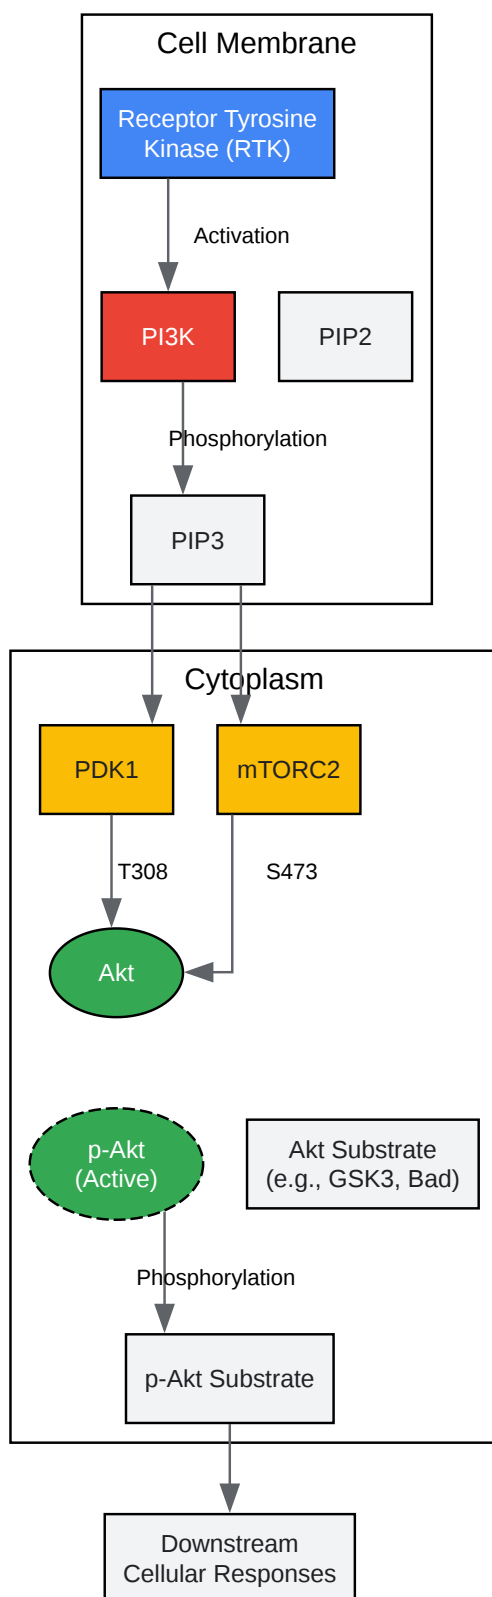 Cell Membrane
Receptor Tyrosine
Kinase (RTK)
Activation
PI3K
PIP2
Phosphorylation
PIP3
Cytoplasm
PDK1
mTORC2
T308
S473
Akt
p-Akt
(Active)
Akt Substrate
(e.g., GSK3, Bad)
Phosphorylation
p-Akt Substrate
Downstream
Cellular Responses